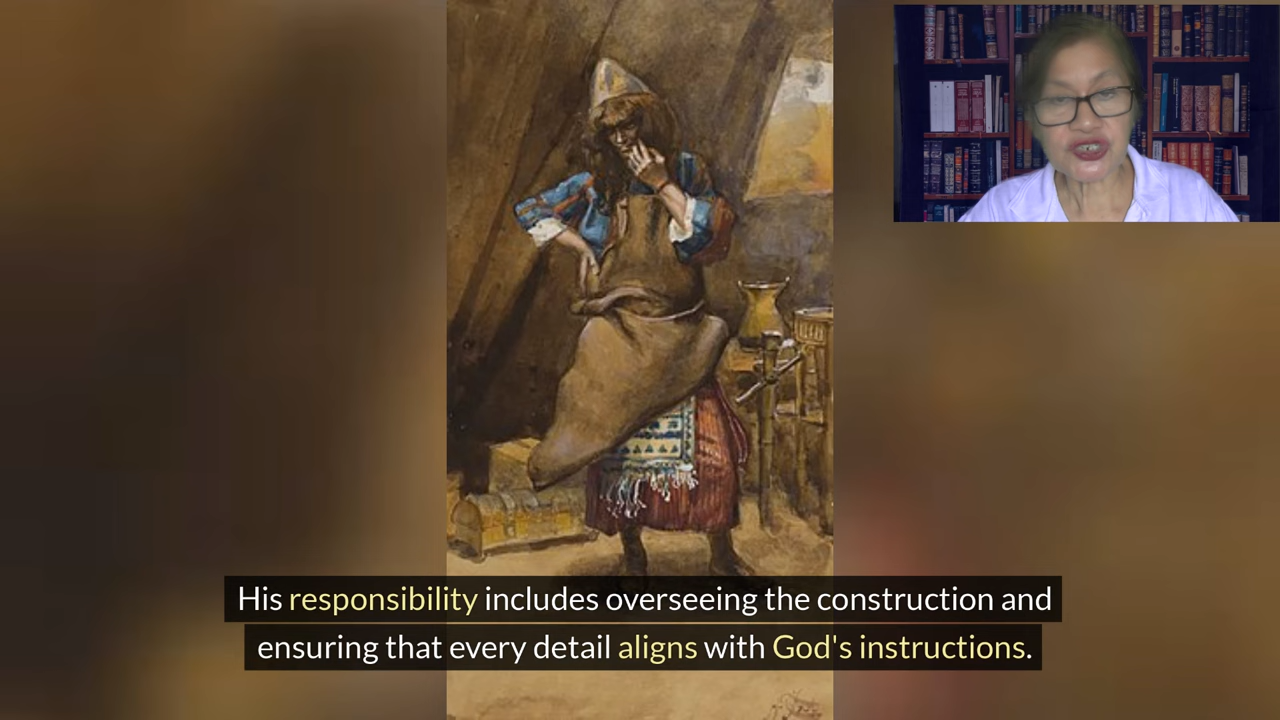 His responsibility includes overseeing the construction and
ensuring that every detail aligns with God's instructions.